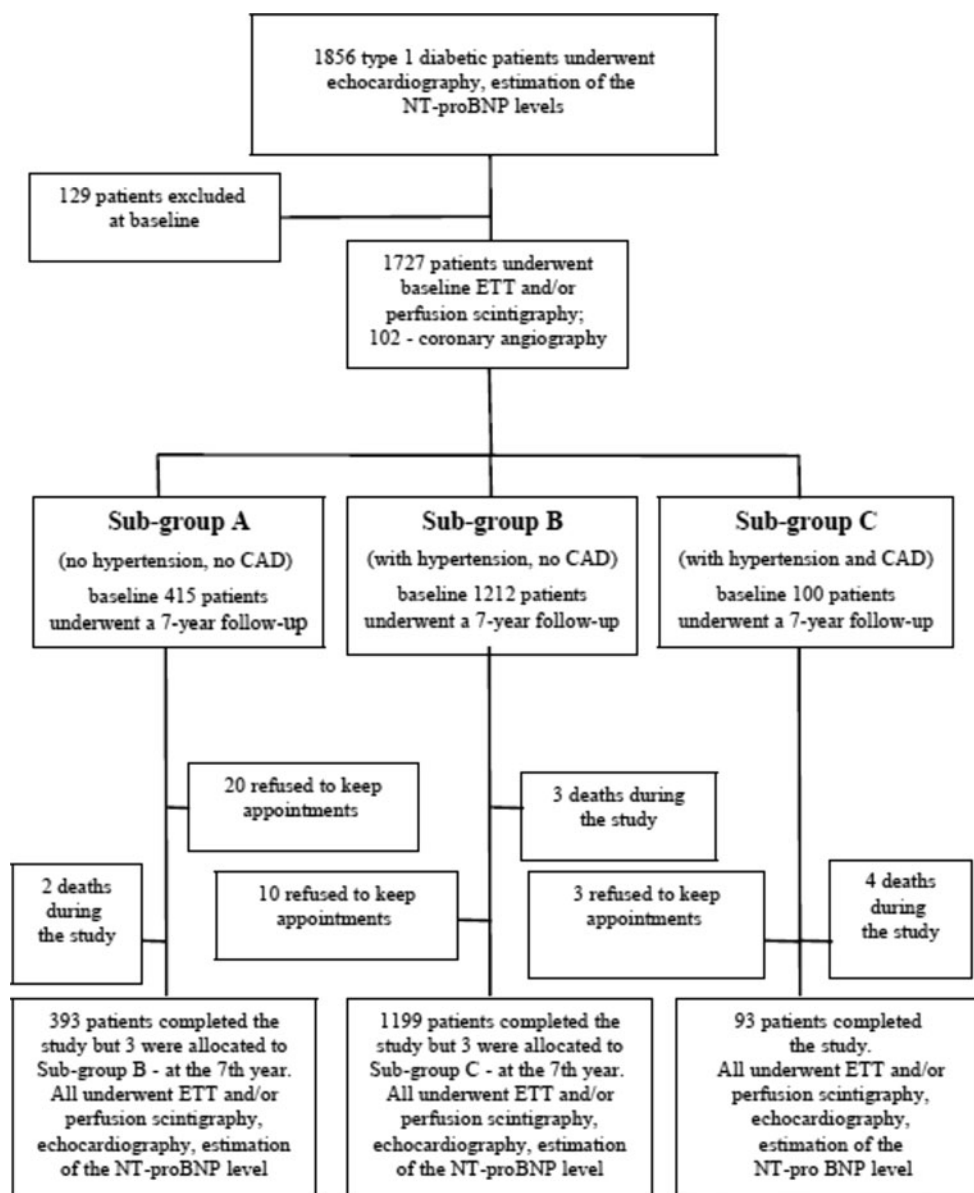 1856 type 1 diabetic patients underwent
echocardiography, estimation of the
NT-proBNP levels
129 patients excluded
at baseline
1727 patients underwent
baseline ETT and/or
perfusion scintigraphy;
102 - coronary angiography
Sub-group A
(no hypertension, no CAD)
baseline 415 patients
underwent a 7-year follow-up
Sub-group B
(with hypertension, no CAD)
baseline 1212 patients
underwent a 7-year follow-up
Sub-group C
(with hypertension and CAD)
baseline 100 patients
underwent a 7-year follow-up
20 refused to keep
appointments
3 deaths during
the study
2 deaths
during
the study
10 refused to keep
appointments
3 refused to keep
appointments
4 deaths
during
the study
393 patients completed the
study but 3 were allocated to
Sub-group B - at the 7th year.
All underwent ETT and/or
perfusion scintigraphy,
echocardiography, estimation
of the NT-proBNP level
1199 patients completed the
study but 3 were allocated to
Sub-group C - at the 7th year.
All underwent ETT and/or
perfusion scintigraphy,
echocardiography, estimation
of the NT-proBNP level
93 patients completed
the study.
All underwent ETT and/or
perfusion scintigraphy,
echocardiography,
estimation of the
NT-pro BNP level